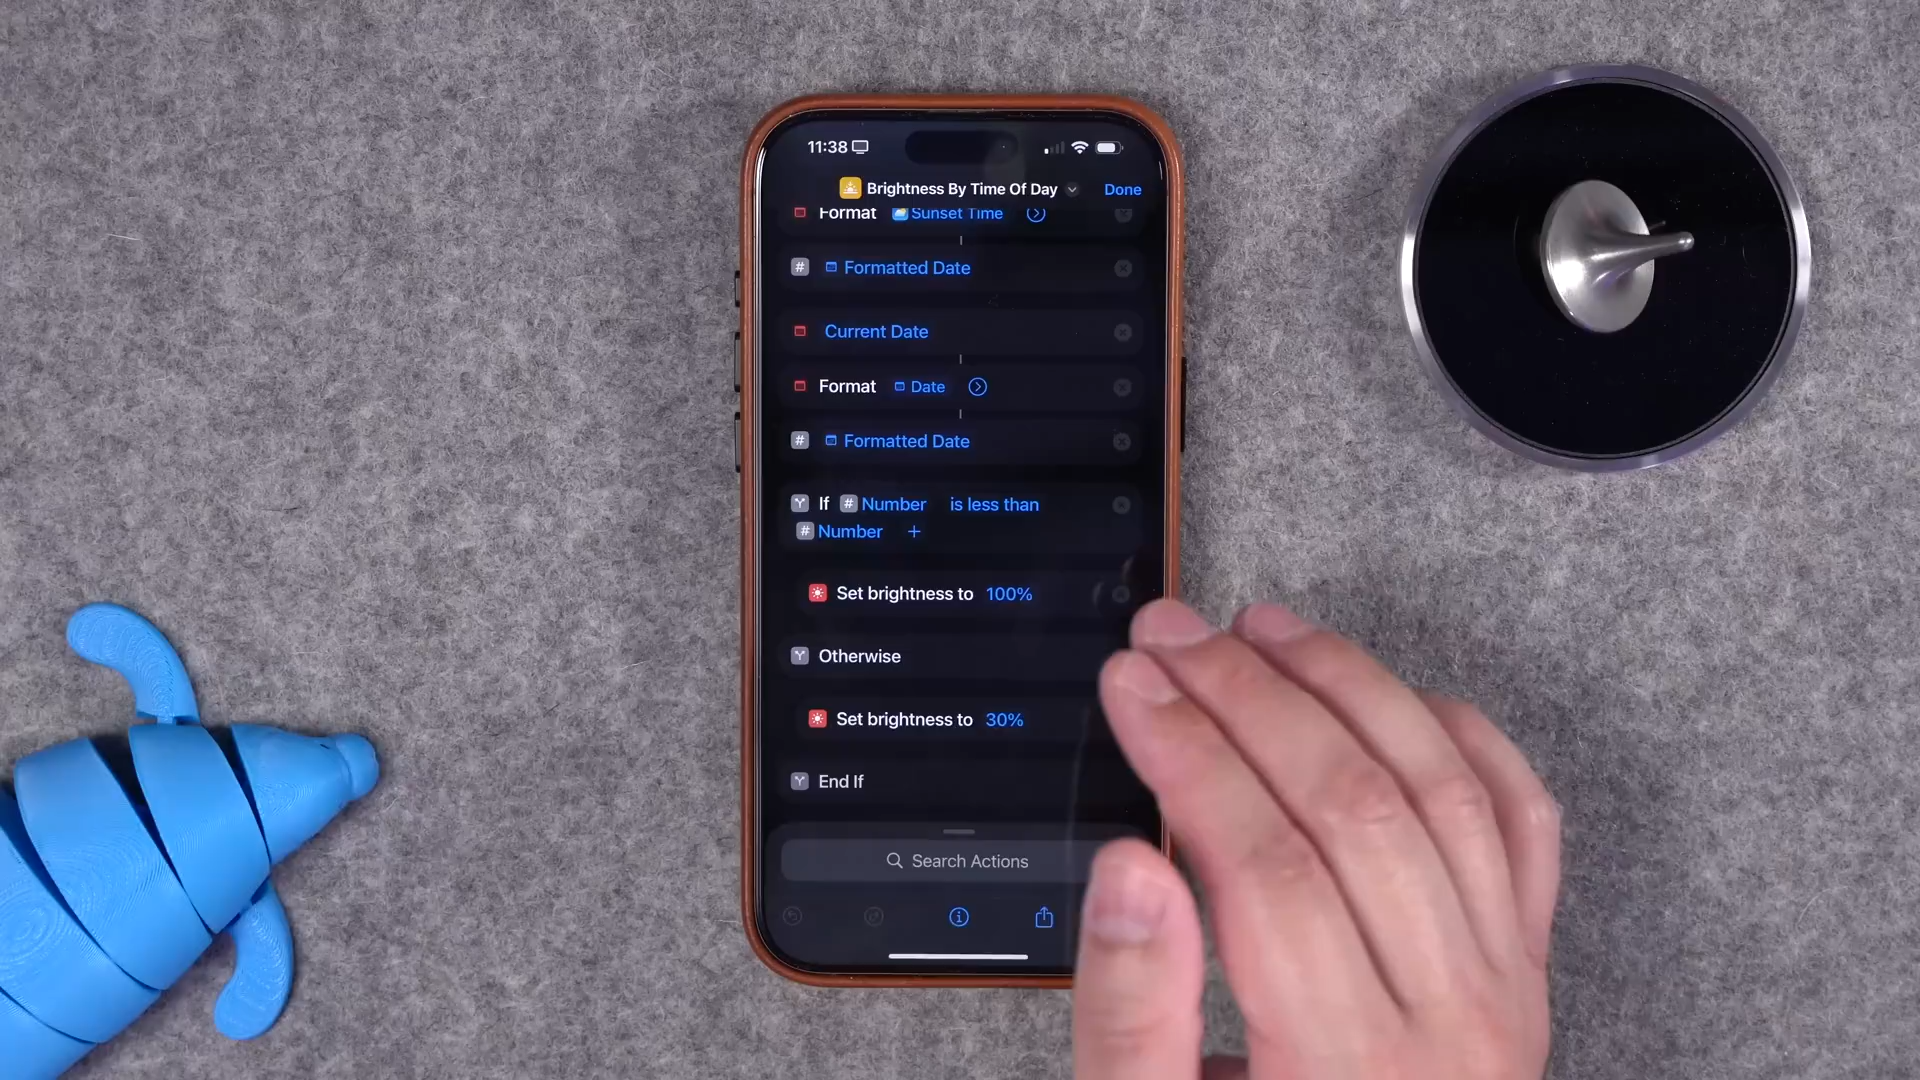 11:38
Brightness By Time Of Day
Done
Format Sunset Time
# Formatted Date
Current Date
Format Date
# Formatted Date
If # Number is less than
# Number +
Set brightness to 100%
Otherwise
Set brightness to 30%
End If
Search Actions